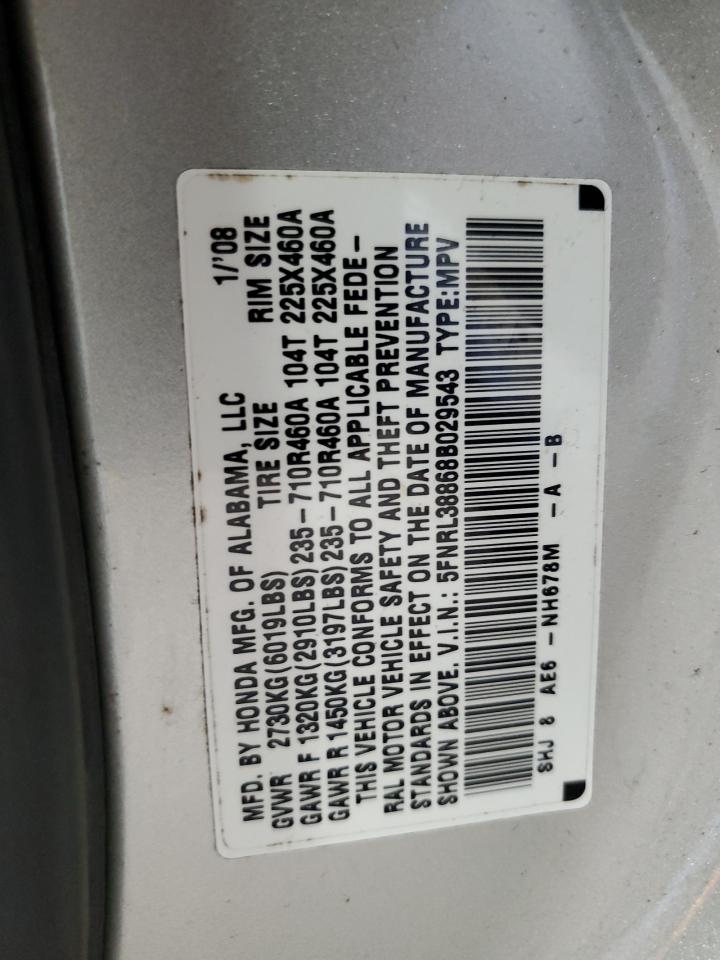 MFD. BY HONDA MFG. OF ALABAMA, LLC 1/'08
GVWR 2730KG(6019LBS) TIRE SIZE RIM SIZE
GAWR F 1320KG(2910LBS)235-710R460A 104T 225X460A
GAWR R 1450KG(3197LBS)235-710R460A 104T 225X460A
THIS VEHICLE CONFORMS TO ALL APPLICABLE FEDE-
RAL MOTOR VEHICLE SAFETY AND THEFT PREVENTION
STANDARDS IN EFFECT ON THE DATE OF MANUFACTURE
SHOWN ABOVE. V.I.N.: 5FNRL38868B029543 TYPE:MPV
SHJ 8 AE6 -NH678M -A -B